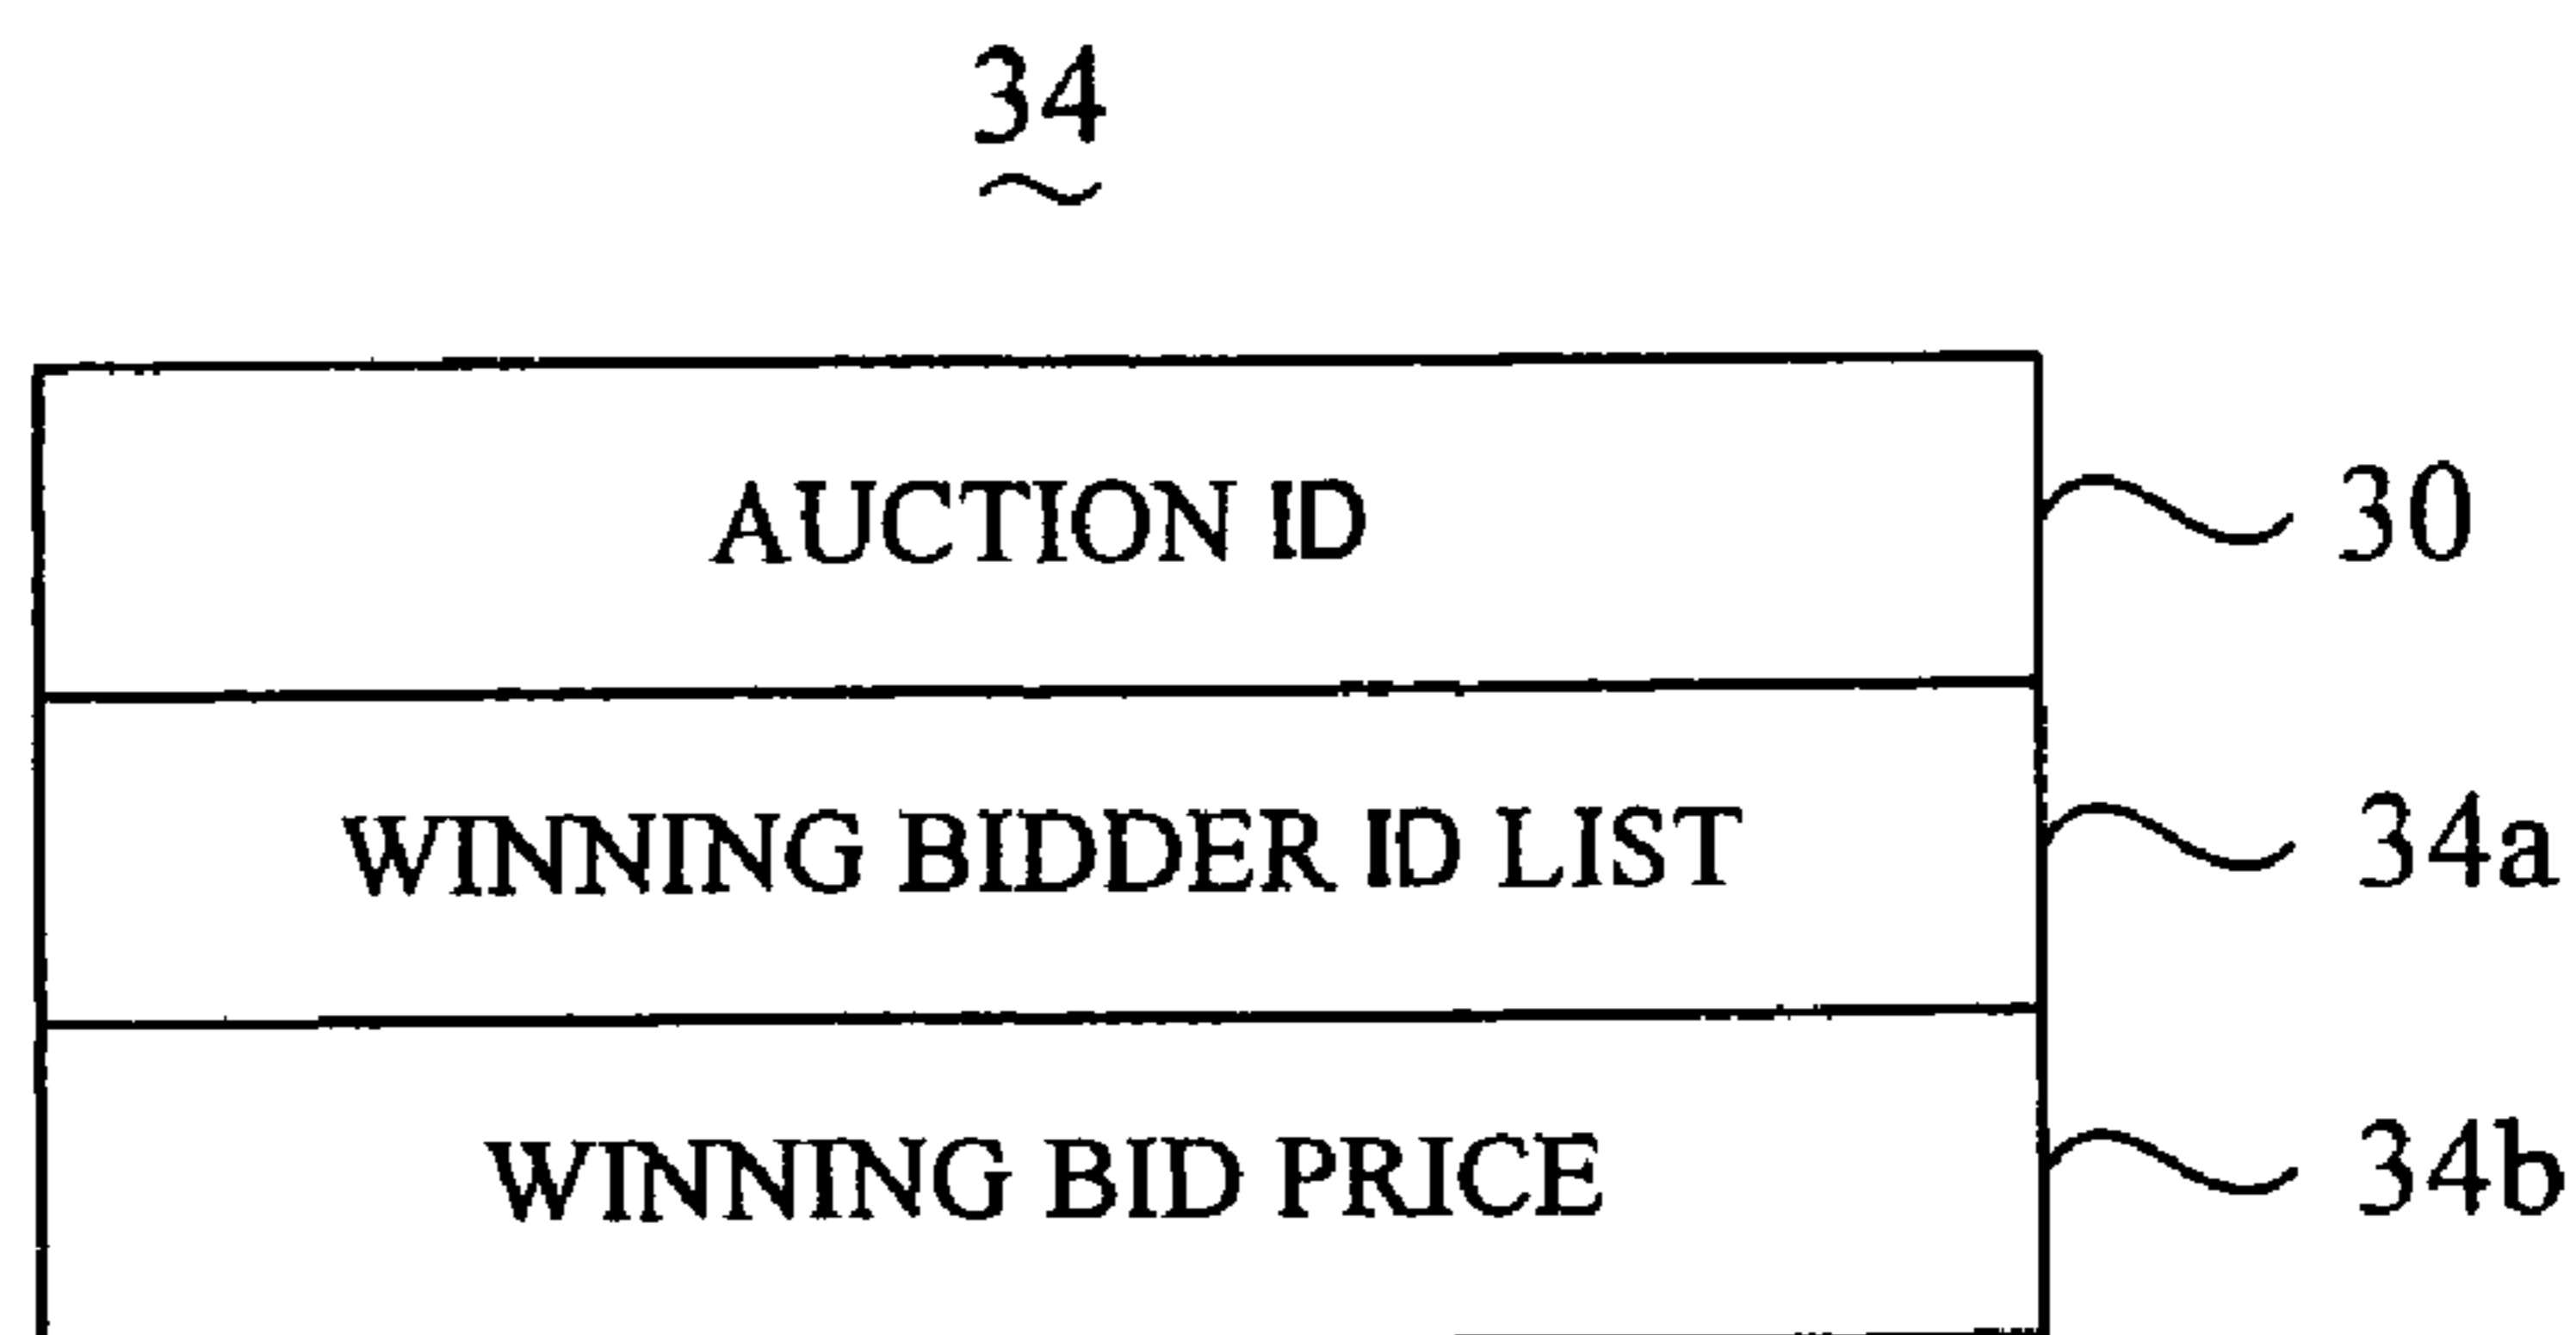 34
AUCTION ID 30
WINNING BIDDER ID LIST 34a
WINNING BID PRICE 34b